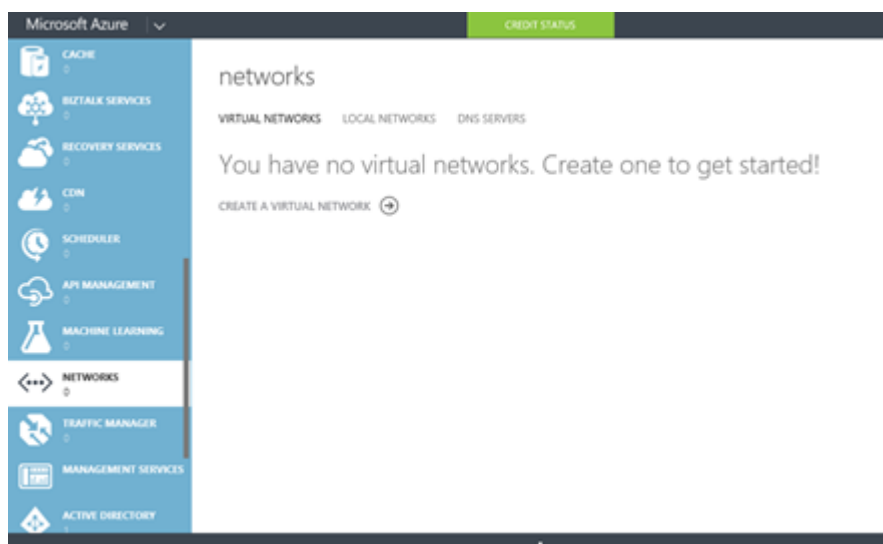 Microsoft Azure
CREDIT STATUS
CACHE
0
BIZTALK SERVICES
0
RECOVERY SERVICES
0
CDN
0
SCHEDULER
0
API MANAGEMENT
0
MACHINE LEARNING
0
NETWORKS
0
TRAFFIC MANAGER
0
MANAGEMENT SERVICES
ACTIVE DIRECTORY
networks
VIRTUAL NETWORKS LOCAL NETWORKS DNS SERVERS
You have no virtual networks. Create one to get started!
CREATE A VIRTUAL NETWORK